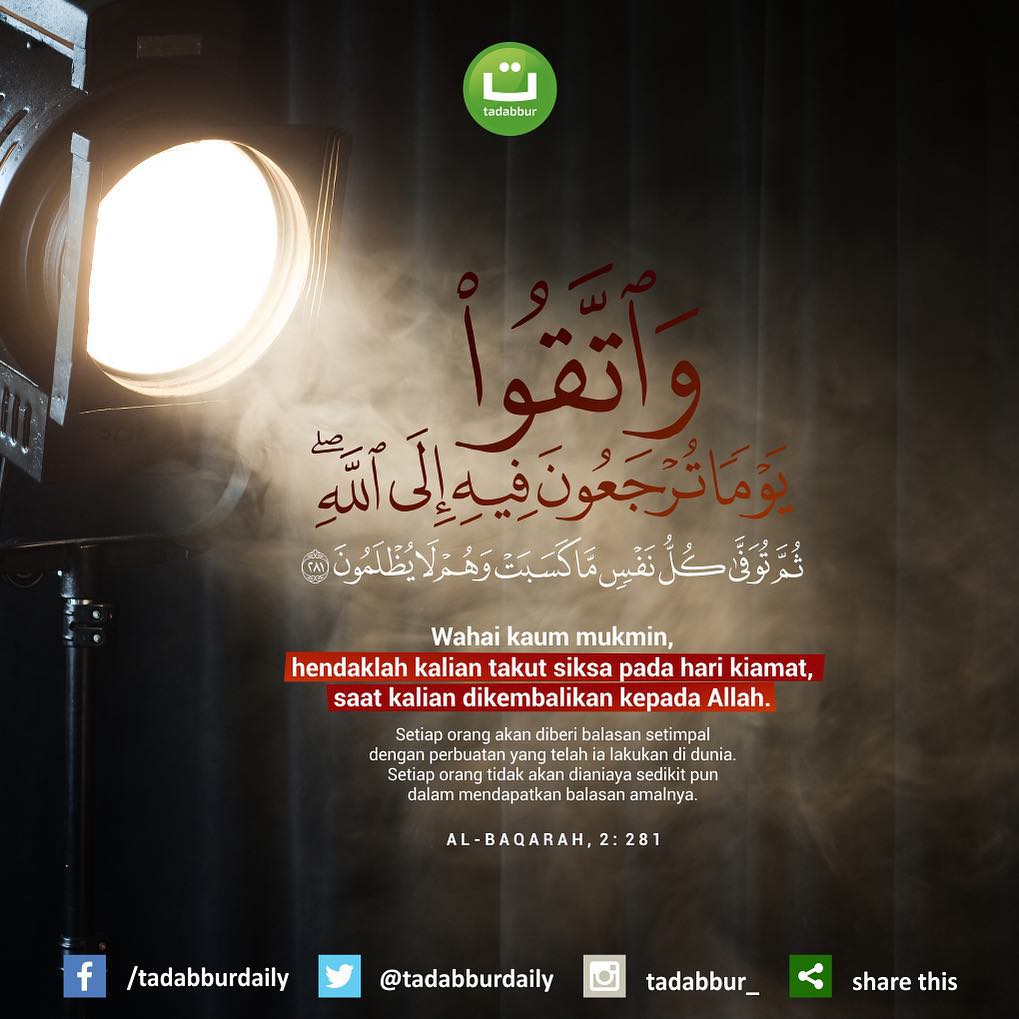 ت
tadabbur
وَٱتَّقُوا۟
يَوْمًا تُرْجَعُونَ فِيهِ إِلَى ٱللَّهِ ۖ
ثُمَّ تُوَفَّىٰ كُلُّ نَفْسٍ مَّا كَسَبَتْ وَهُمْ لَا يُظْلَمُونَ ٢٨١
Wahai kaum mukmin,
hendaklah kalian takut siksa pada hari kiamat,
saat kalian dikembalikan kepada Allah.
Setiap orang akan diberi balasan setimpal
dengan perbuatan yang telah ia lakukan di dunia.
Setiap orang tidak akan dianiaya sedikit pun
dalam mendapatkan balasan amalnya.
AL-BAQARAH, 2: 281
f /tadabburdaily @tadabburdaily tadabbur_ share this